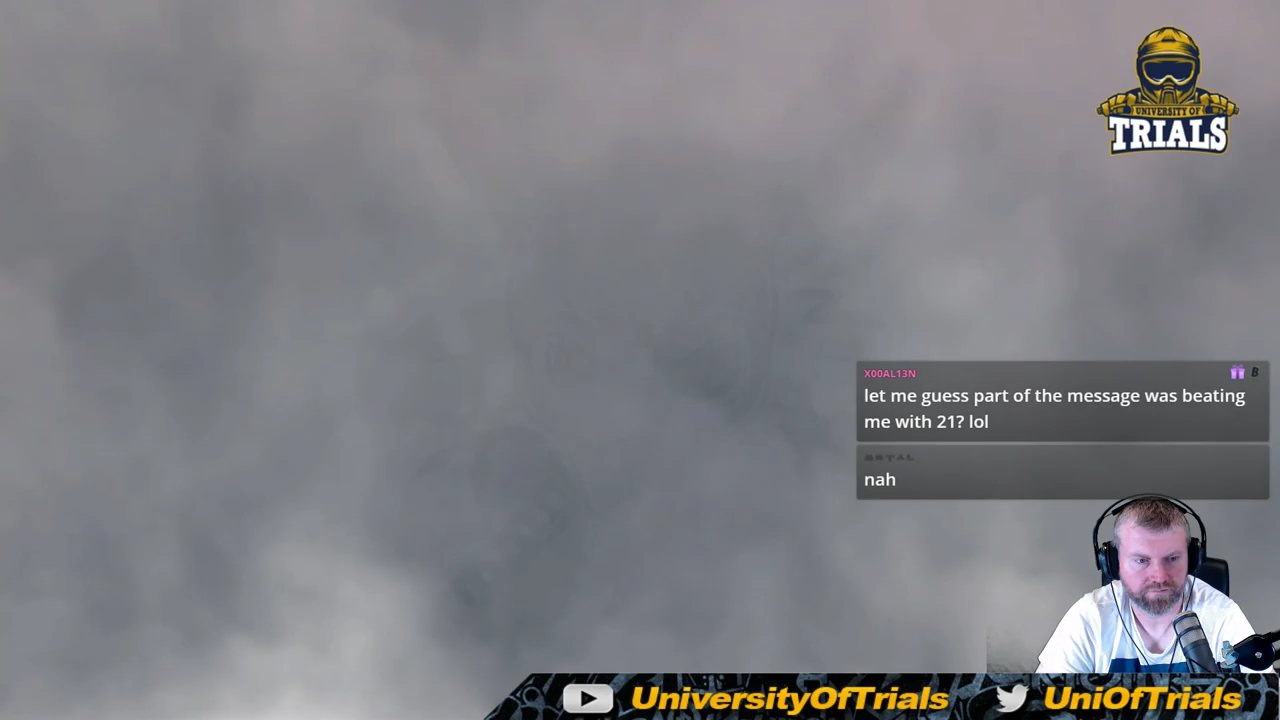 UNIVERSITY OF
TRIALS
X00AL13N
let me guess part of the message was beating
me with 21? lol
nah
UniversityOfTrials
UniOfTrials